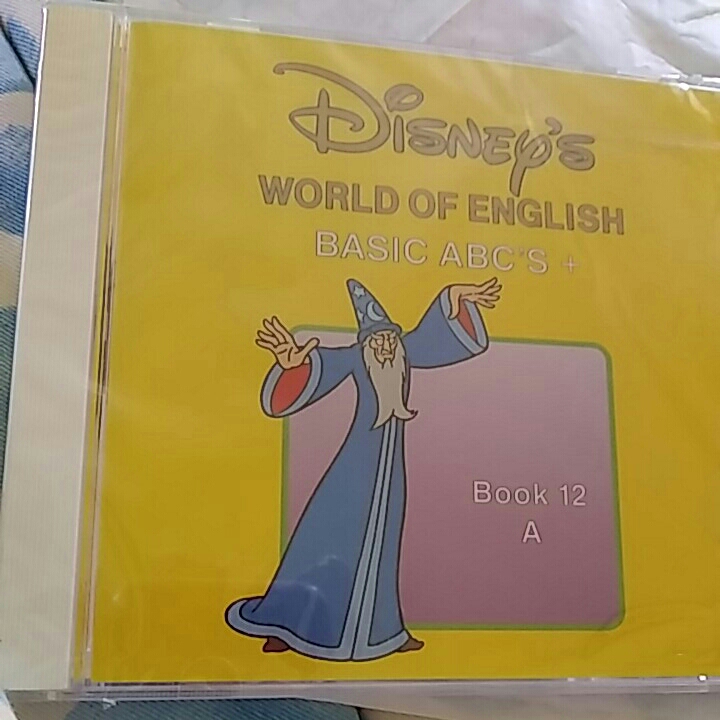 Disney's
WORLD OF ENGLISH
BASIC ABC'S +
Book 12
A